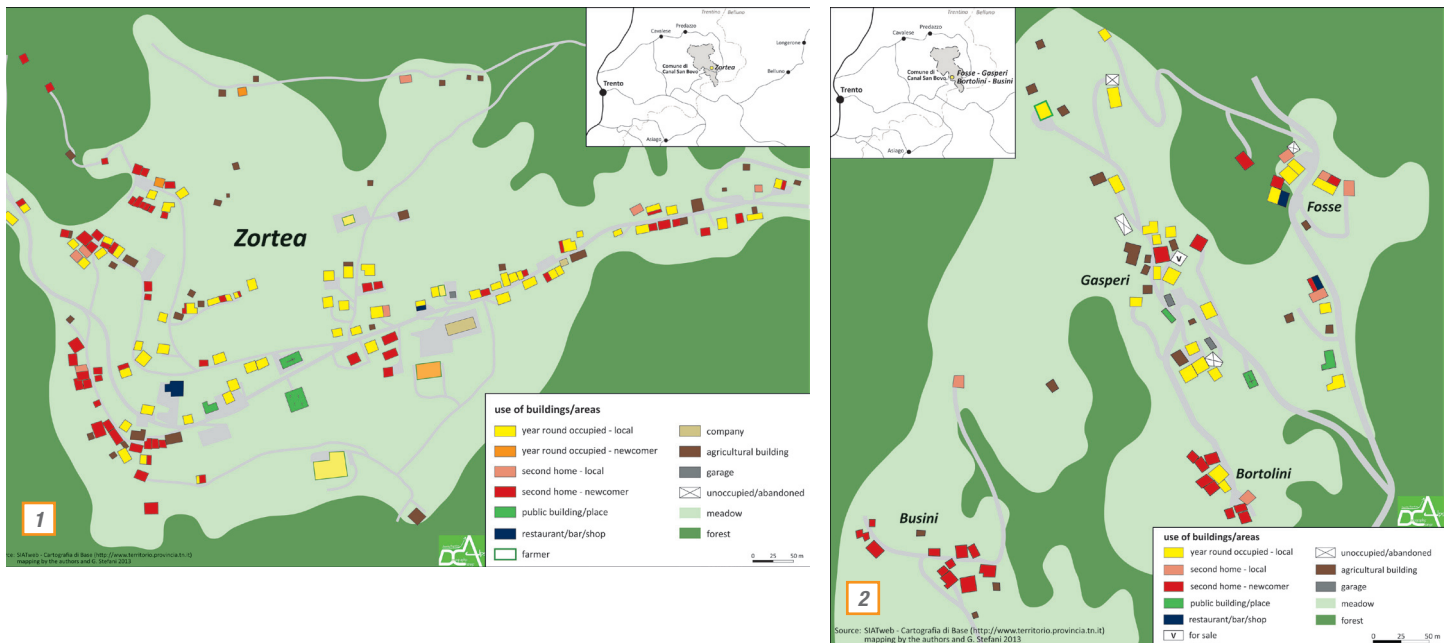 Trentino - Belluno
Predazzo
Cavalese
Longarone
Comune di
Canal San Bovo
Zortea
Belluno
Trento
Asiago
Zortea
use of buildings/areas
year round occupied - local
company
year round occupied - newcomer
agricultural building
second home - local
garage
second home - newcomer
unoccupied/abandoned
public building/place
meadow
restaurant/bar/shop
forest
farmer
0 25 50 m
1
ce: SIATweb - Cartografia di Base (http://www.territorio.provincia.tn.it)
mapping by the authors and G. Stefani 2013
DCA
Trentino - Belluno
Predazzo
Cavalese
Comune di
Canal San Bovo
Fosse - Gasperi
Bortolini - Busini
Trento
Asiago
Fosse
V
Gasperi
Bortolini
Busini
use of buildings/areas
year round occupied - local
unoccupied/abandoned
second home - local
agricultural building
second home - newcomer
garage
public building/place
meadow
restaurant/bar/shop
forest
V for sale
0 25 50 m
2
Source: SIATweb - Cartografia di Base (http://www.territorio.provincia.tn.it)
mapping by the authors and G. Stefani 2013
DCA